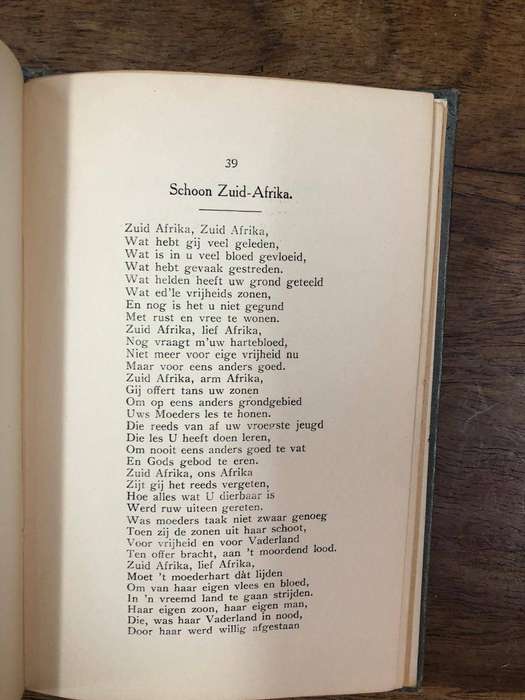 39
Schoon Zuid-Afrika.
Zuid Afrika, Zuid Afrika,
Wat hebt gij veel geleden,
Wat is in u veel bloed gevloeid,
Wat hebt gevaak gestreden.
Wat helden heeft uw grond geteeld
Wat ed'le vrijheids zonen,
En nog is het u niet gegund
Met rust en vree te wonen.
Zuid Afrika, lief Afrika,
Nog vraagt m'uw hartebloed,
Niet meer voor eige vrijheid nu
Maar voor eens anders goed.
Zuid Afrika, arm Afrika,
Gij offert tans uw zonen
Om op eens anders grondgebied
Uws Moeders les te honen.
Die reeds van af uw vroegste jeugd
Die les U heeft doen leren,
Om nooit eens anders goed te vat
En Gods gebod te eren.
Zuid Afrika, ons Afrika
Zijt gij het reeds vergeten,
Hoe alles wat U dierbaar is
Werd ruw uiteen gereten.
Was moeders taak niet zwaar genoeg
Toen zij de zonen uit haar schoot,
Voor vrijheid en voor Vaderland
Ten offer bracht, aan 't moordend lood.
Zuid Afrika, lief Afrika,
Moet 't moederhart dàt lijden
Om van haar eigen vlees en bloed,
In 'n vreemd land te gaan strijden.
Haar eigen zoon, haar eigen man,
Die, was haar Vaderland in nood,
Door haar werd willig afgestaan